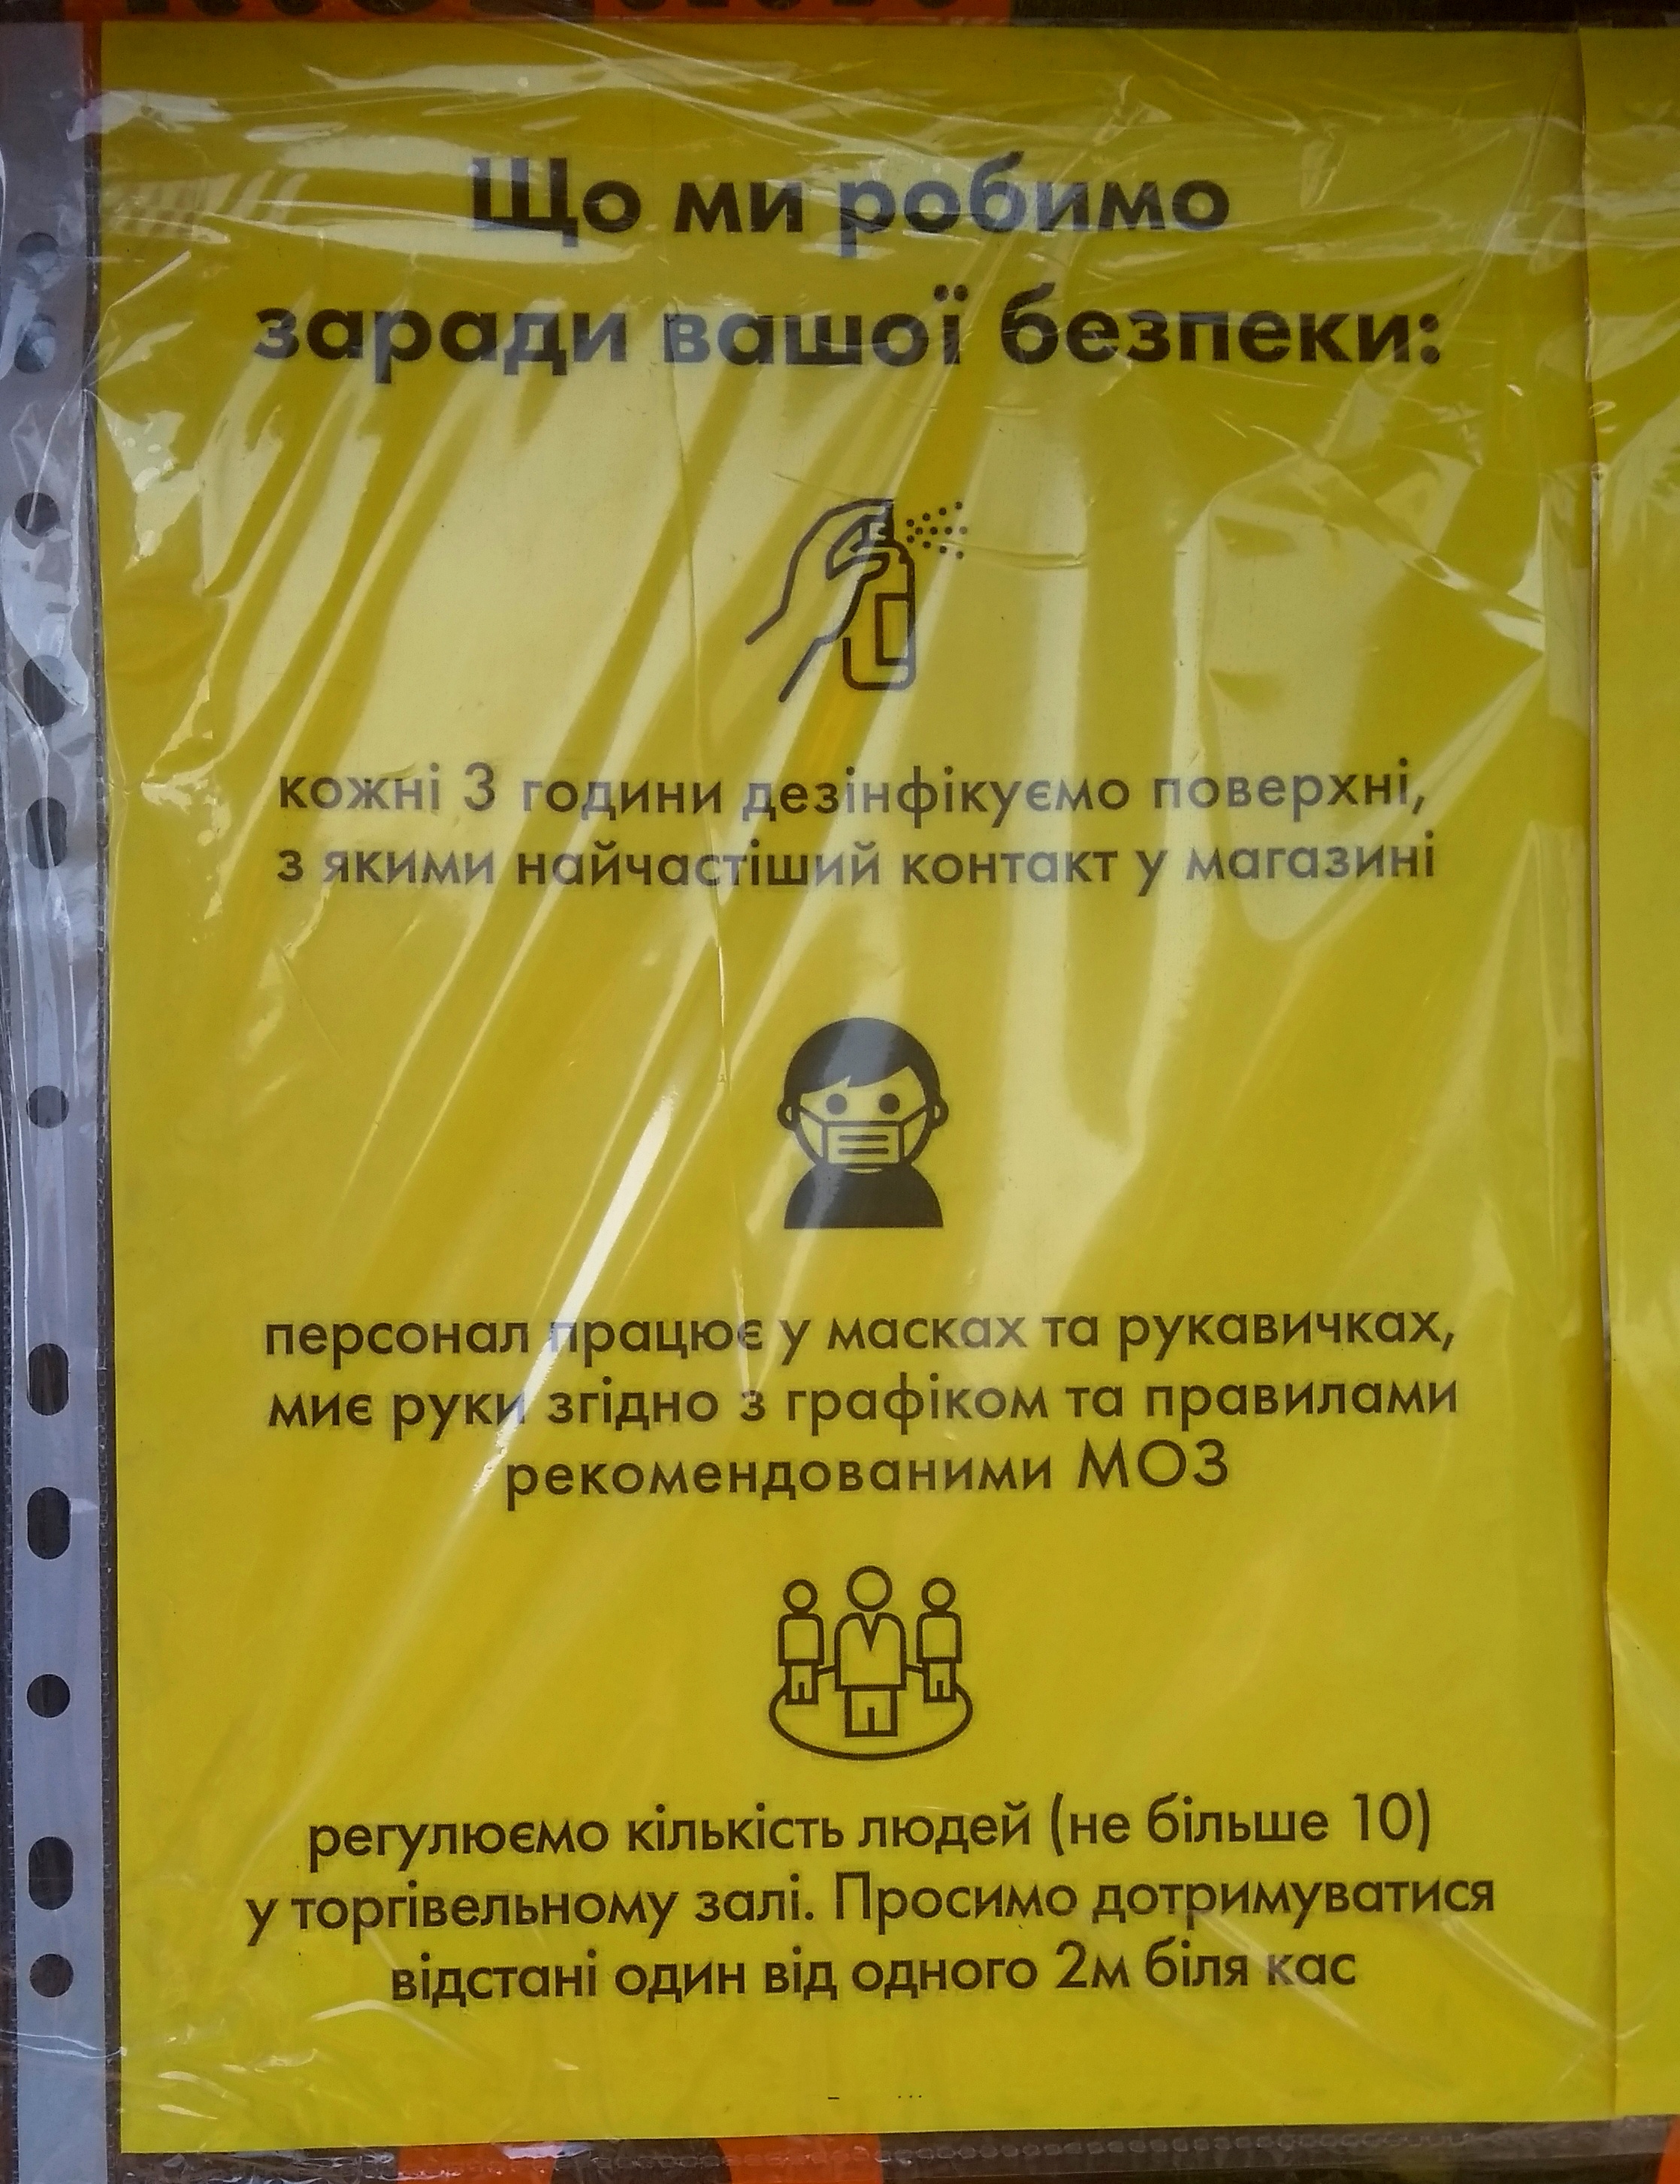 Що ми робимо
заради вашої безпеки:
кожні 3 години дезінфікуємо поверхні,
з якими найчастіший контакт у магазині
персонал працює у масках та рукавичках,
миє руки згідно з графіком та правилами
рекомендованими МОЗ
регулюємо кількість людей (не більше 10)
у торгівельному залі. Просимо дотримуватися
відстані один від одного 2м біля кас